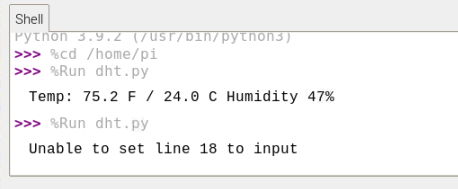 Shell
Python 3.9.2 (/usr/bin/python3)
>>> %cd /home/pi
>>> %Run dht.py
Temp: 75.2 F / 24.0 C Humidity 47%
>>> %Run dht.py
Unable to set line 18 to input